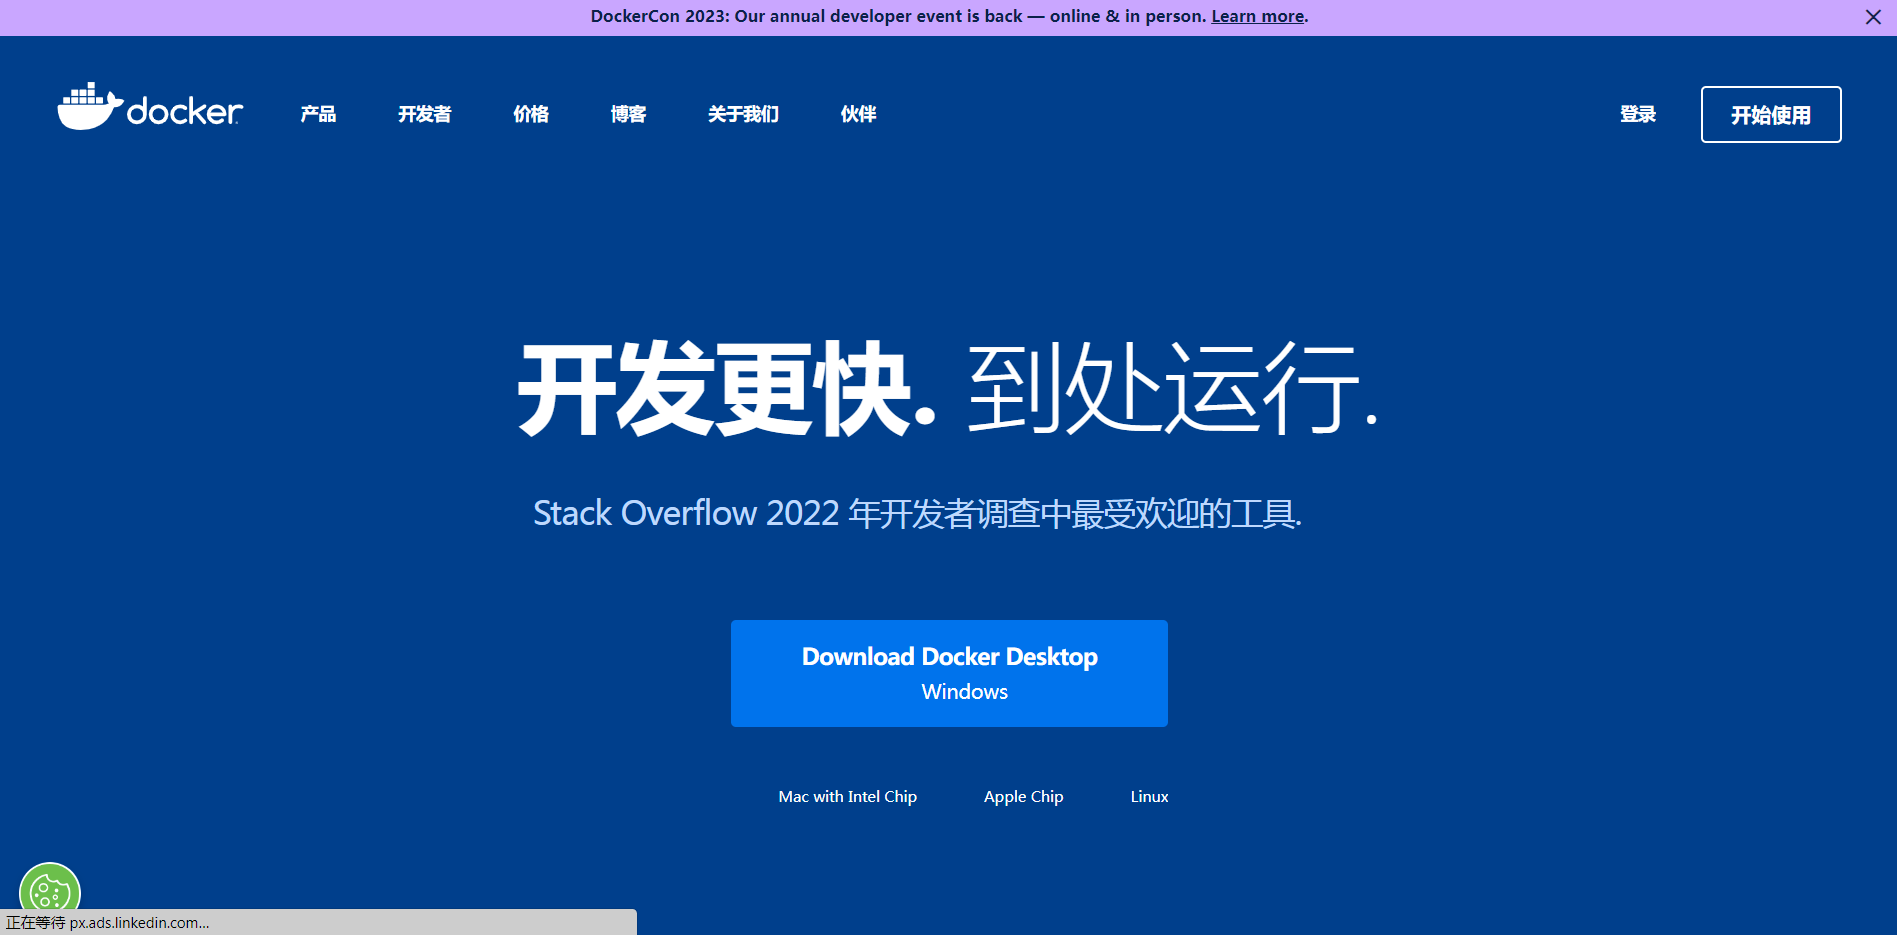 DockerCon 2023: Our annual developer event is back — online & in person. Learn more.
docker 产品 开发者 价格 博客 关于我们 伙伴 登录 开始使用
开发更快. 到处运行.
Stack Overflow 2022 年开发者调查中最受欢迎的工具.
Download Docker Desktop
Windows
Mac with Intel Chip Apple Chip Linux
正在等待 px.ads.linkedin.com...